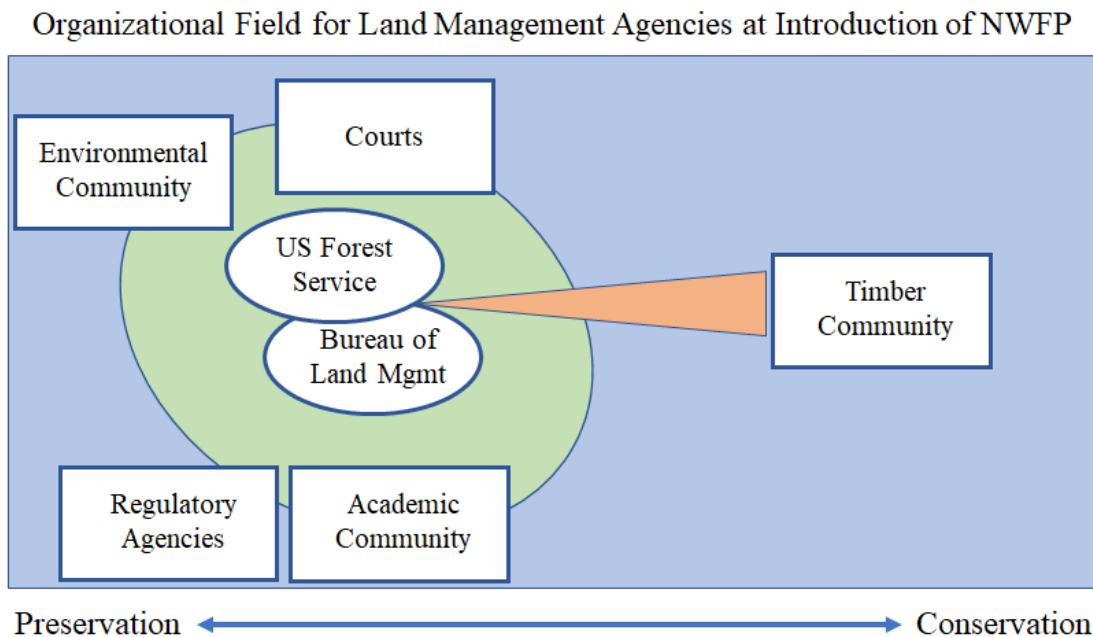 Organizational Field for Land Management Agencies at Introduction of NWFP
Courts
Environmental
Community
US Forest
Service
Timber
Community
Bureau of
Land Mgmt
Regulatory
Agencies
Academic
Community
Preservation
Conservation